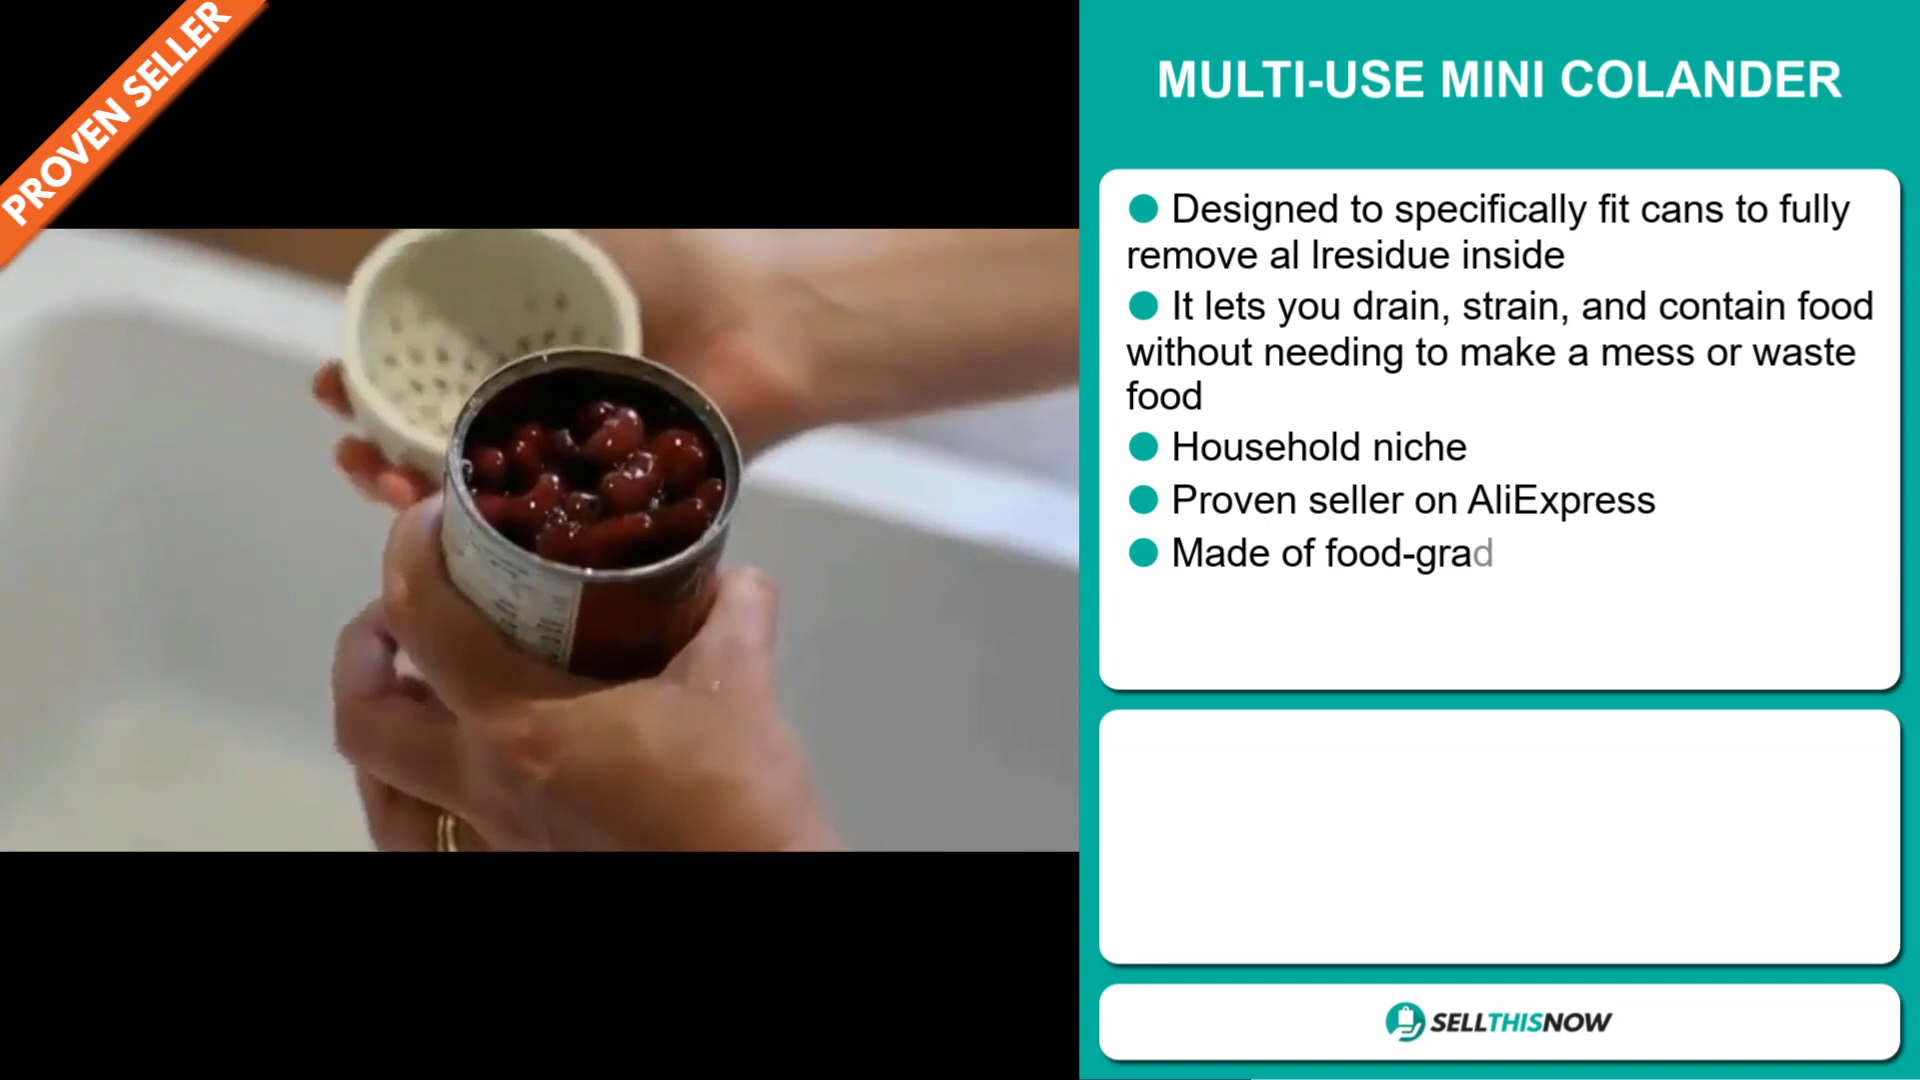 PROVEN SELLER
MULTI-USE MINI COLANDER
Designed to specifically fit cans to fully
remove al lresidue inside
It lets you drain, strain, and contain food
without needing to make a mess or waste
food
Household niche
Proven seller on AliExpress
Made of food-grad
SELLTHISNOW